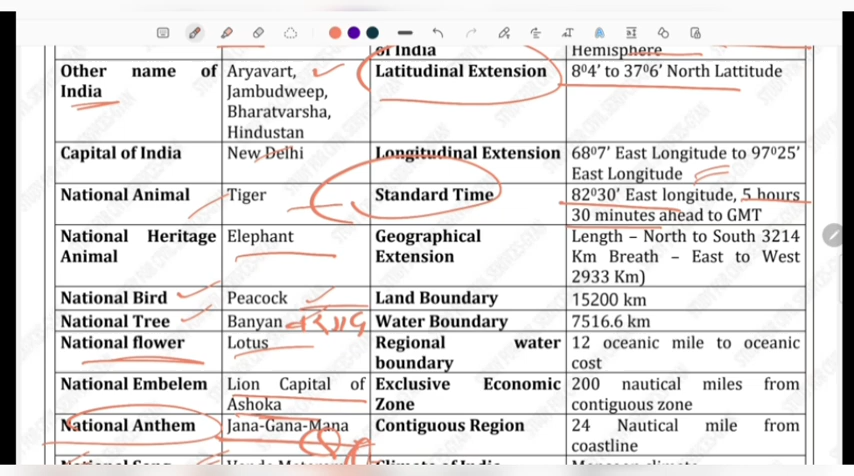 of India Hemisphere
Other name of Aryavart, Latitudinal Extension 8⁰4’ to 37⁰6’ North Lattitude
India Jambudweep,
Bharatvarsha,
Hindustan
Capital of India New Delhi Longitudinal Extension 68⁰7’ East Longitude to 97⁰25’
East Longitude
National Animal Tiger Standard Time 82⁰30’ East longitude, 5 hours
30 minutes ahead to GMT
National Heritage Elephant Geographical Length – North to South 3214
Animal Extension Km Breath – East to West
2933 Km)
National Bird Peacock Land Boundary 15200 km
National Tree Banyan Water Boundary 7516.6 km
National flower Lotus Regional water 12 oceanic mile to oceanic
boundary cost
National Embelem Lion Capital of Exclusive Economic 200 nautical miles from
Ashoka Zone contiguous zone
National Anthem Jana-Gana-Mana Contiguous Region 24 Nautical mile from
coastline